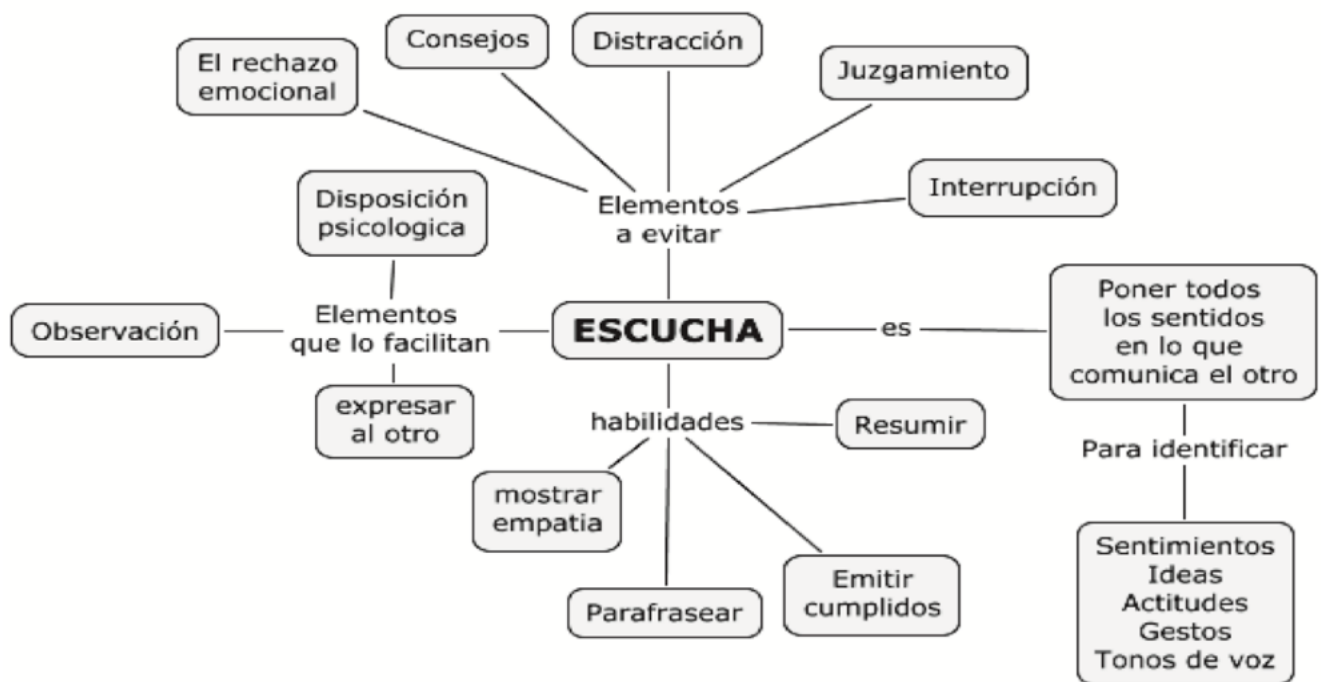 El rechazo
emocional
Consejos
Distracción
Juzgamiento
Interrupción
Elementos
a evitar
Disposición
psicologica
Observación
Elementos
que lo facilitan
expresar
al otro
ESCUCHA
es
Poner todos
los sentidos
en lo que
comunica el otro
Para identificar
Sentimientos
Ideas
Actitudes
Gestos
Tonos de voz
habilidades
Resumir
mostrar
empatia
Parafrasear
Emitir
cumplidos